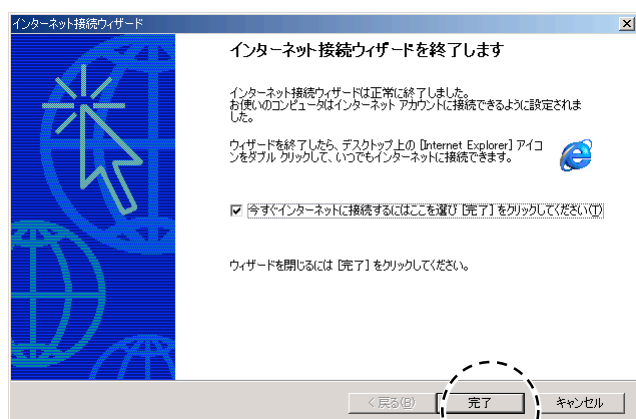 インターネット接続ウィザード
インターネット接続ウィザードを終了します
インターネット接続ウィザードは正常に終了しました。
お使いのコンピュータはインターネット アカウントに接続できるように設定されま
した。
ウィザードを終了したら、デスクトップ上の [Internet Explorer] アイコ
ンをダブル クリックして、いつでもインターネットに接続できます。
今すぐインターネットに接続するにはここを選び [完了] をクリックしてください(T)
ウィザードを閉じるには [完了] をクリックしてください。
< 戻る(B)
完了
キャンセル